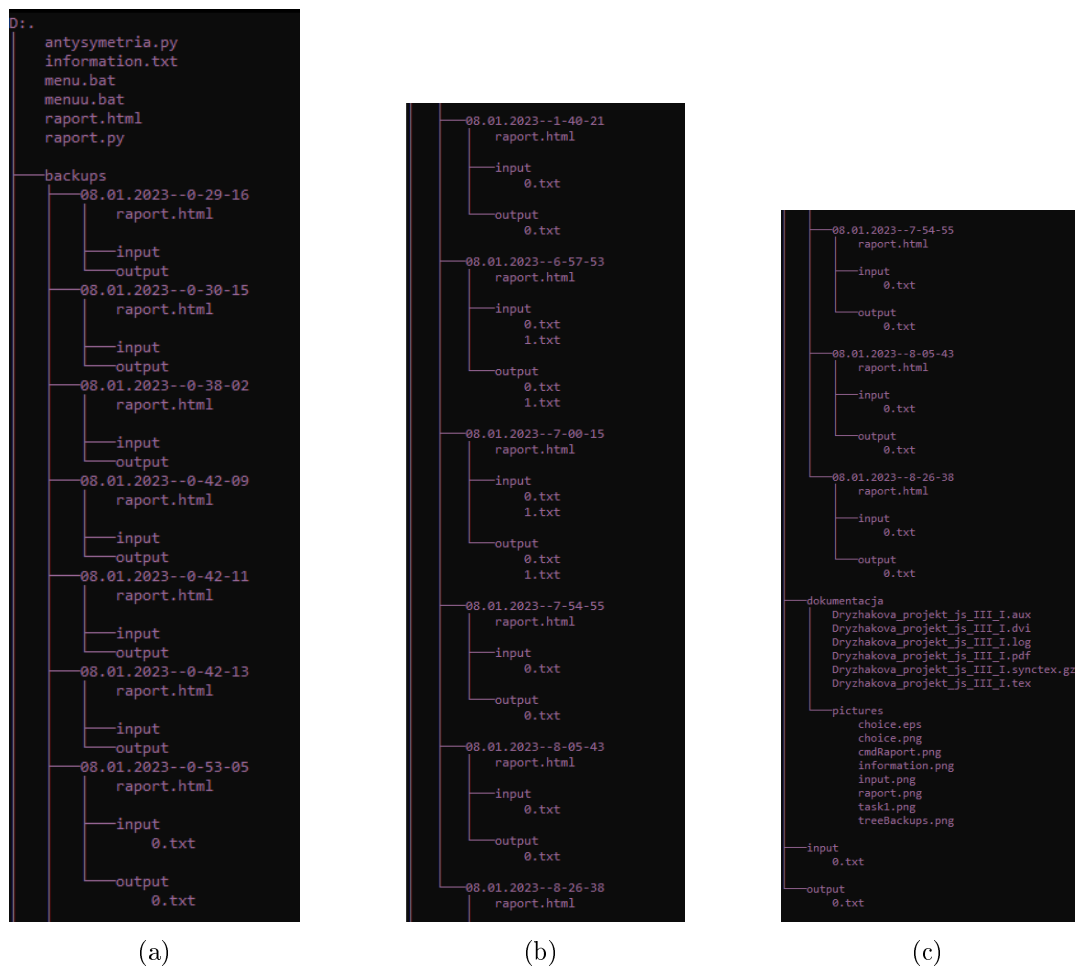 D:.
antysymetria.py
information.txt
menu.bat
menuu.bat
raport.html
raport.py
backups
08.01.2023--0-29-16
raport.html
input
output
08.01.2023--0-30-15
raport.html
input
output
08.01.2023--0-38-02
raport.html
input
output
08.01.2023--0-42-09
raport.html
input
output
08.01.2023--0-42-11
raport.html
input
output
08.01.2023--0-42-13
raport.html
input
output
08.01.2023--0-53-05
raport.html
input
0.txt
output
0.txt
(a)
08.01.2023--1-40-21
raport.html
input
0.txt
output
0.txt
08.01.2023--6-57-53
raport.html
input
0.txt
1.txt
output
0.txt
1.txt
08.01.2023--7-00-15
raport.html
input
0.txt
1.txt
output
0.txt
1.txt
08.01.2023--7-54-55
raport.html
input
0.txt
output
0.txt
08.01.2023--8-05-43
raport.html
input
0.txt
output
0.txt
08.01.2023--8-26-38
raport.html
(b)
08.01.2023--7-54-55
raport.html
input
0.txt
output
0.txt
08.01.2023--8-05-43
raport.html
input
0.txt
output
0.txt
08.01.2023--8-26-38
raport.html
input
0.txt
output
0.txt
dokumentacja
Dryzhakova_projekt_js_III_I.aux
Dryzhakova_projekt_js_III_I.dvi
Dryzhakova_projekt_js_III_I.log
Dryzhakova_projekt_js_III_I.pdf
Dryzhakova_projekt_js_III_I.synctex.gz
Dryzhakova_projekt_js_III_I.tex
pictures
choice.eps
choice.png
cmdRaport.png
information.png
input.png
raport.png
task1.png
treeBackups.png
input
0.txt
output
0.txt
(c)